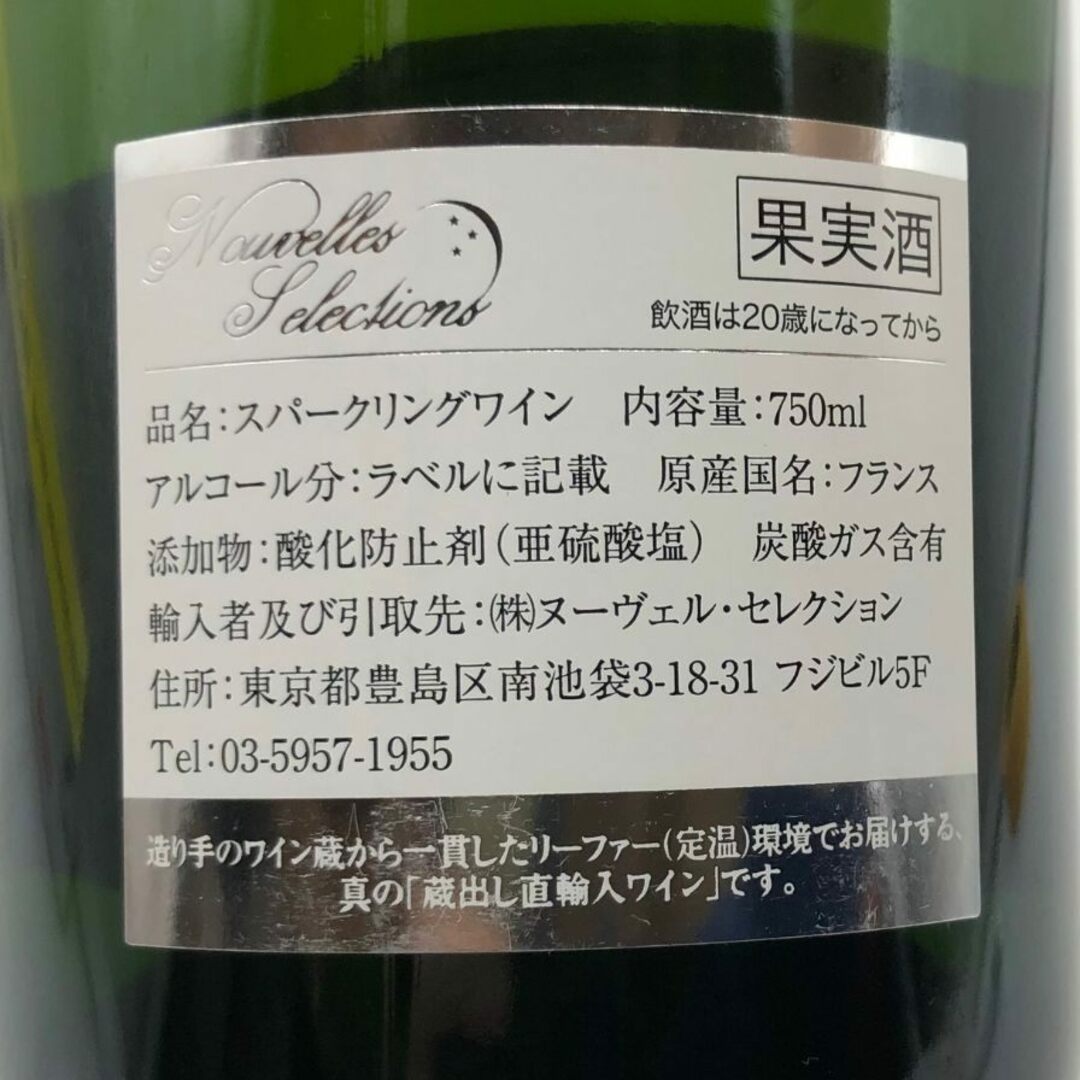 Nouvelles
Selections
果実酒
飲酒は20歳になってから
品名:スパークリングワイン 内容量:750ml
アルコール分:ラベルに記載 原産国名:フランス
添加物:酸化防止剤(亜硫酸塩) 炭酸ガス含有
輸入者及び引取先:㈱ヌーヴェル・セレクション
住所:東京都豊島区南池袋3-18-31 フジビル5F
Tel:03-5957-1955
造り手のワイン蔵から一貫したリーファー(定温)環境でお届けする、
真の「蔵出し直輸入ワイン」です。